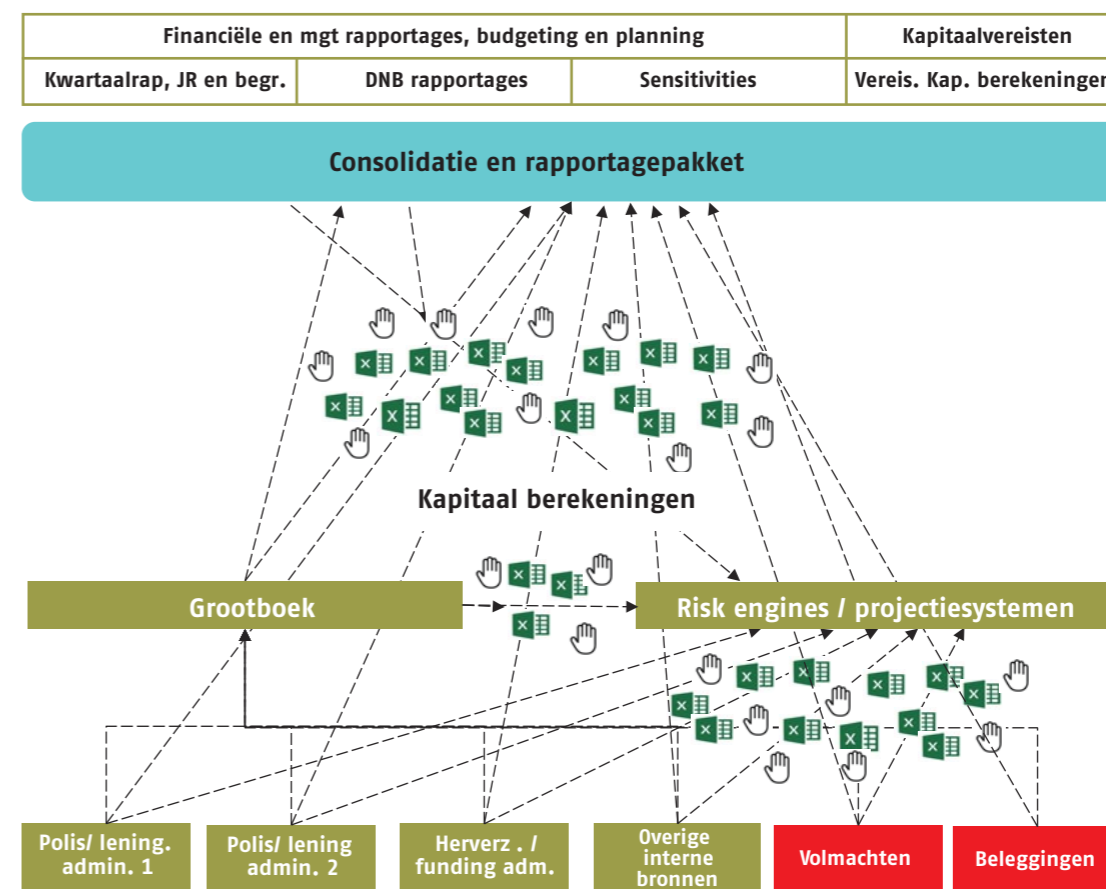 Financiële en mgt rapportages, budgeting en planning
Kapitaalvereisten
Kwartaalrap, JR en begr.
DNB rapportages
Sensitivities
Vereis. Kap. berekeningen
Consolidatie en rapportagepakket
Kapitaal berekeningen
Grootboek
Risk engines / projectiesystemen
Polis/ lening.
admin. 1
Polis/ lening
admin. 2
Herverz . /
funding adm.
Overige
interne
bronnen
Volmachten
Beleggingen